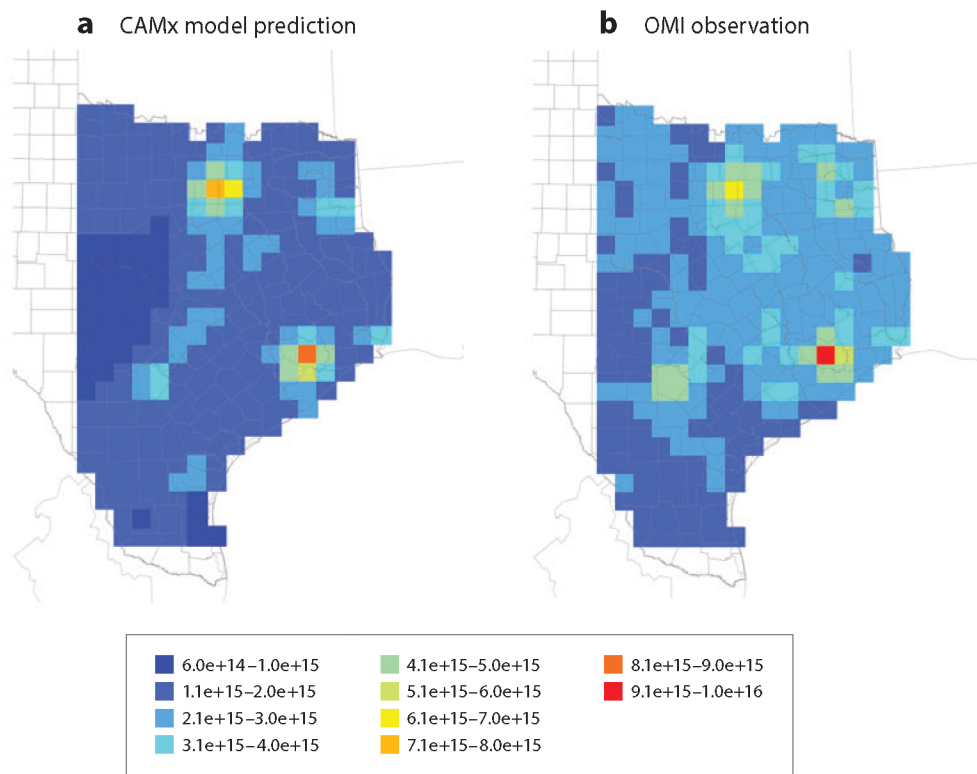 a CAMx model prediction
b OMI observation
6.0e+14–1.0e+15
1.1e+15–2.0e+15
2.1e+15–3.0e+15
3.1e+15–4.0e+15
4.1e+15–5.0e+15
5.1e+15–6.0e+15
6.1e+15–7.0e+15
7.1e+15–8.0e+15
8.1e+15–9.0e+15
9.1e+15–1.0e+16